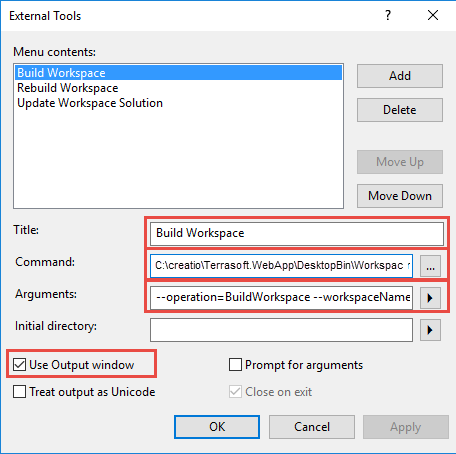 External Tools
?
Menu contents:
Build Workspace
Rebuild Workspace
Update Workspace Solution
Add
Delete
Move Up
Move Down
Title:
Build Workspace
Command:
C:\creatio\Terrasoft.WebApp\DesktopBin\Workspac
...
Arguments:
--operation=BuildWorkspace --workspaceName
Initial directory:
Use Output window
Prompt for arguments
Treat output as Unicode
Close on exit
OK
Cancel
Apply